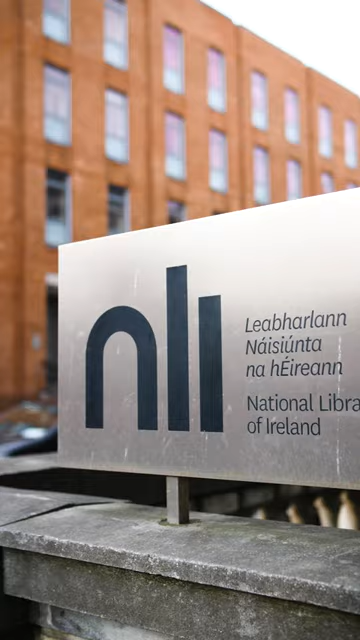 nli
Leabharlann
Náisiúnta
na hÉireann
National Libra
of Ireland